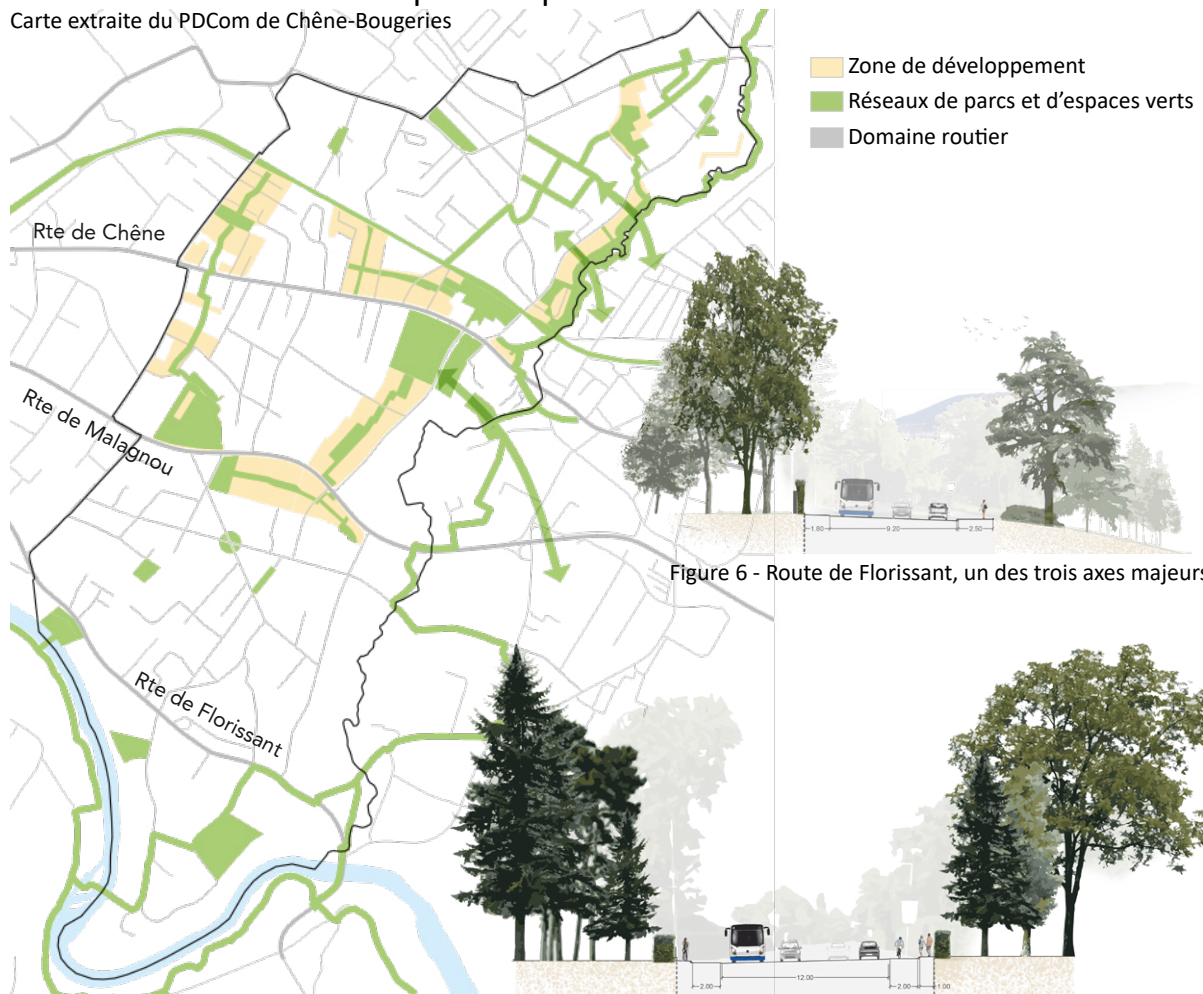 Carte extraite du PDCom de Chêne-Bougeries
Zone de développement
Réseaux de parcs et d'espaces verts
Domaine routier
Rte de Chêne
Rte de Malagnou
Rte de Florissant
1.80 9.20 2.50
Figure 6 - Route de Florissant, un des trois axes majeurs
2.00 12.00 2.00 1.00